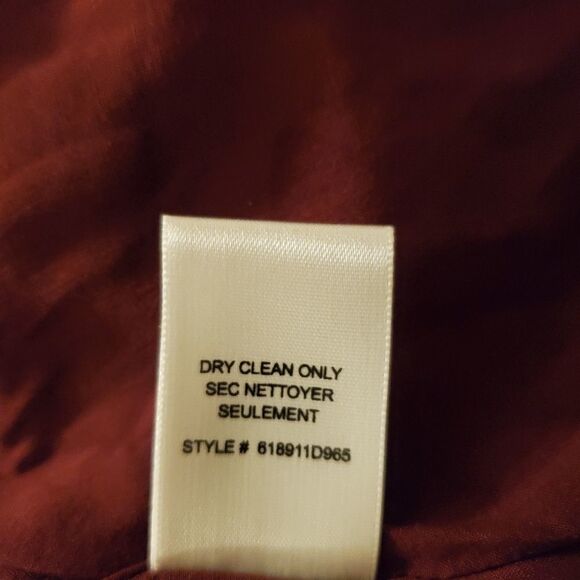 DRY CLEAN ONLY
SEC NETTOYER
SEULEMENT
STYLE # 618911D965